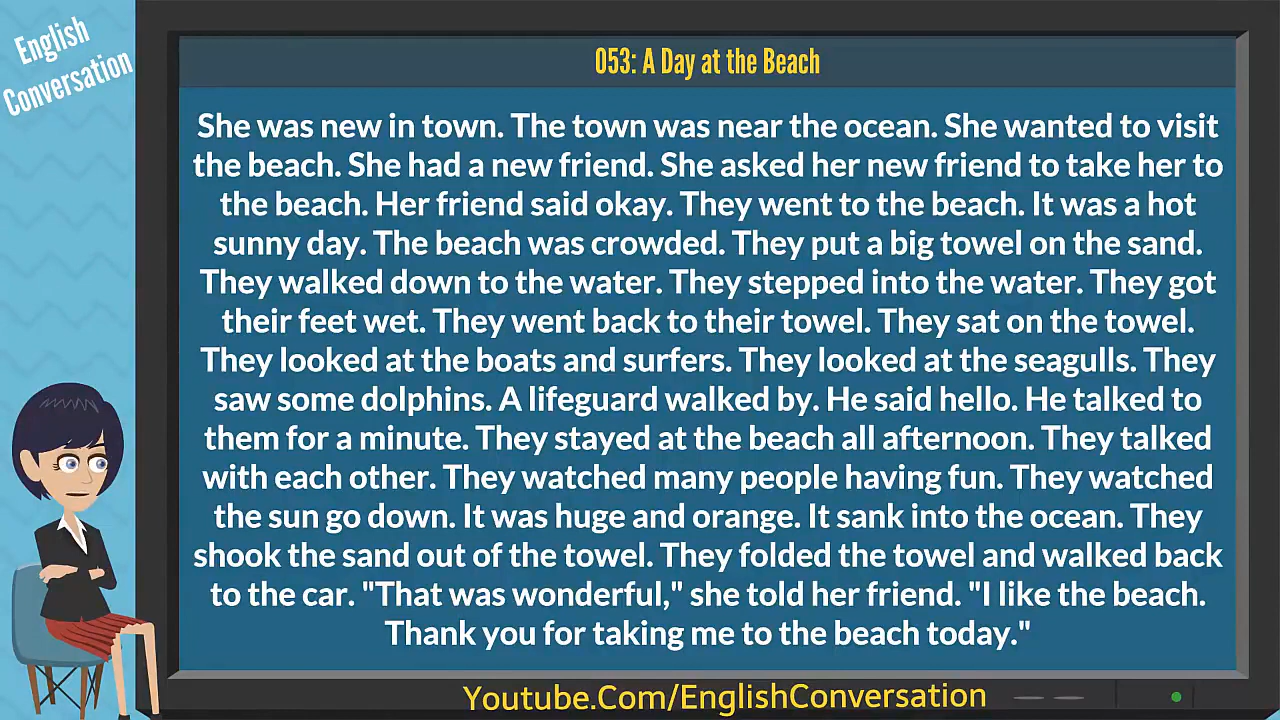 English
Conversation
053: A Day at the Beach
She was new in town. The town was near the ocean. She wanted to visit
the beach. She had a new friend. She asked her new friend to take her to
the beach. Her friend said okay. They went to the beach. It was a hot
sunny day. The beach was crowded. They put a big towel on the sand.
They walked down to the water. They stepped into the water. They got
their feet wet. They went back to their towel. They sat on the towel.
They looked at the boats and surfers. They looked at the seagulls. They
saw some dolphins. A lifeguard walked by. He said hello. He talked to
them for a minute. They stayed at the beach all afternoon. They talked
with each other. They watched many people having fun. They watched
the sun go down. It was huge and orange. It sank into the ocean. They
shook the sand out of the towel. They folded the towel and walked back
to the car. "That was wonderful," she told her friend. "I like the beach.
Thank you for taking me to the beach today."
Youtube.Com/EnglishConversation